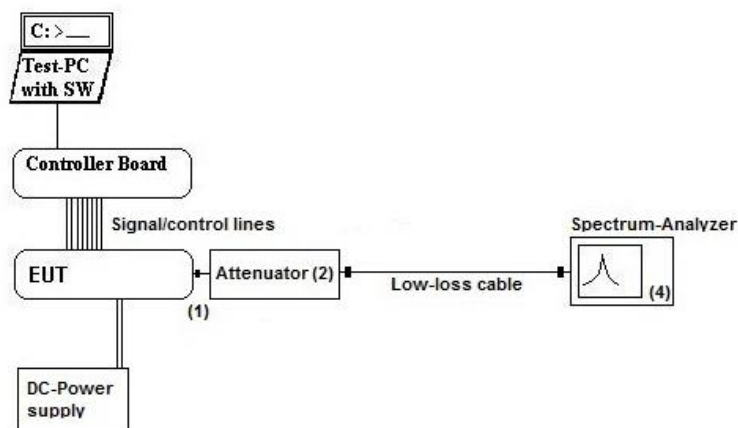 C:>__
Test-PC
with SW
Controller Board
Signal/control lines
Spectrum-Analyzer
EUT
Attenuator (2)
Low-loss cable
(4)
(1)
DC-Power
supply